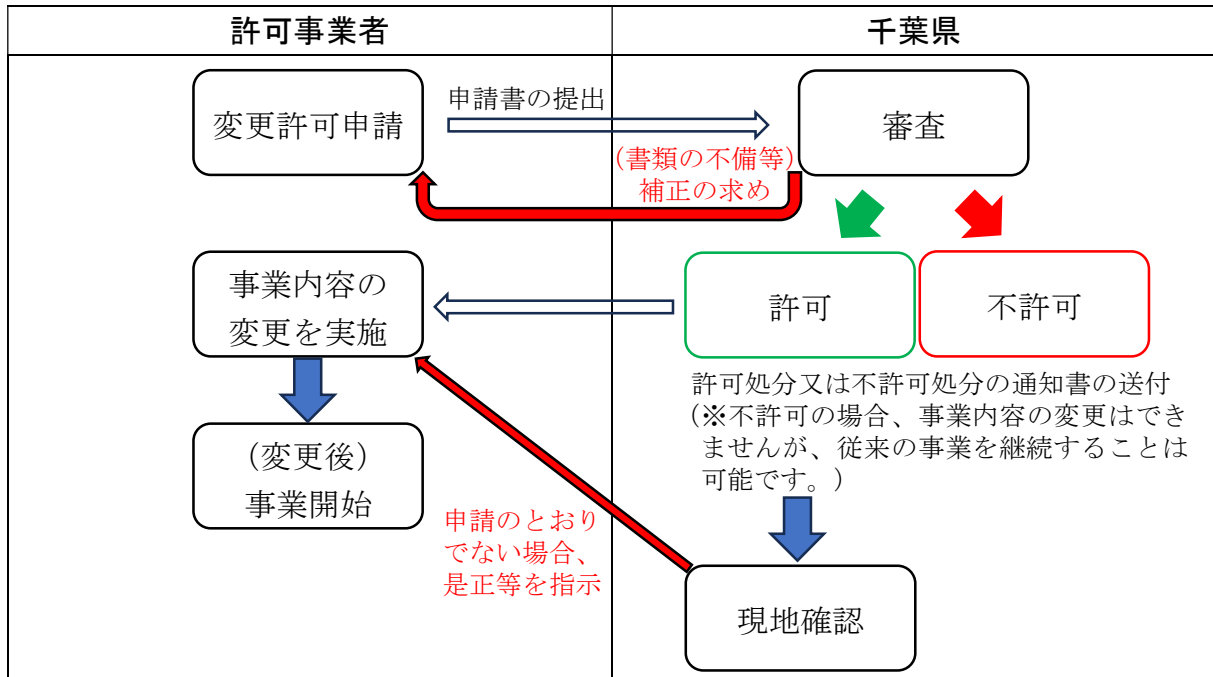 許可事業者
千葉県
変更許可申請
申請書の提出
審査
(書類の不備等)
補正の求め
事業内容の
変更を実施
許可
不許可
許可処分又は不許可処分の通知書の送付
(※不許可の場合、事業内容の変更はでき
ませんが、従来の事業を継続することは
可能です。)
(変更後)
事業開始
申請のとおり
でない場合、
是正等を指示
現地確認